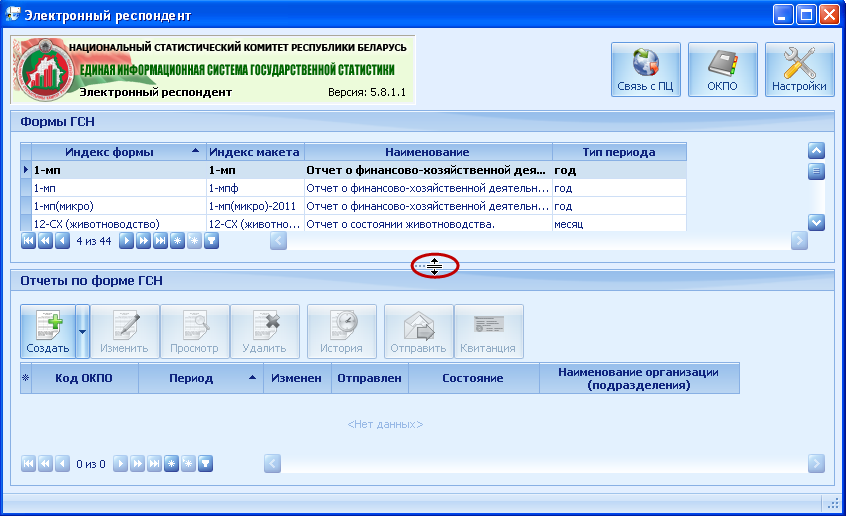 Электронный респондент
НАЦИОНАЛЬНЫЙ СТАТИСТИЧЕСКИЙ КОМИТЕТ РЕСПУБЛИКИ БЕЛАРУСЬ
ЕДИНАЯ ИНФОРМАЦИОННАЯ СИСТЕМА ГОСУДАРСТВЕННОЙ СТАТИСТИКИ
Электронный респондент Версия: 5.8.1.1
Связь с ПЦ ОКПО Настройки
Формы ГСН
Индекс формы Индекс макета Наименование Тип периода
1-мп 1-мп Отчет о финансово-хозяйственной дея... год
1-мп 1-мпф Отчет о финансово-хозяйственной деятельн... год
1-мп(микро) 1-мп(микро)-2011 Отчет о финансово-хозяйственной деятельн... год
12-СХ (животноводство) 12-СХ (животно... Отчет о состоянии животноводства. месяц
4 из 44
Отчеты по форме ГСН
Создать Изменить Просмотр Удалить История Отправить Квитанция
Код ОКПО Период Изменен Отправлен Состояние Наименование организации
(подразделения)
<Нет данных>
0 из 0